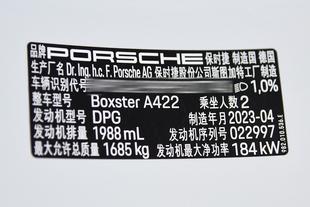 品牌 PORSCHE 保时捷 制造国 德国
生产厂名 Dr. Ing. h.c. F. Porsche AG 保时捷股份公司斯图加特工厂制造
车辆识别代号 1,0%
整车型号 Boxster A422 乘坐人数 2
发动机型号 DPG 制造年月 2023-04
发动机排量 1988 mL 发动机序列号 022997
最大允许总质量 1685 kg 发动机最大净功率 184 kW
982.010.536.E